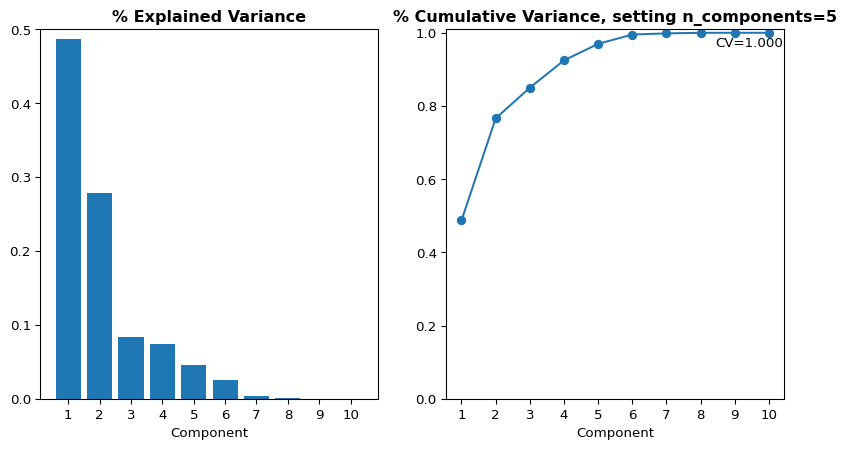 % Explained Variance
0.5
0.4
0.3
0.2
0.1
0.0
1 2 3 4 5 6 7 8 9 10
Component
% Cumulative Variance, setting n_components=5
1.0
CV=1.000
0.8
0.6
0.4
0.2
0.0
1 2 3 4 5 6 7 8 9 10
Component